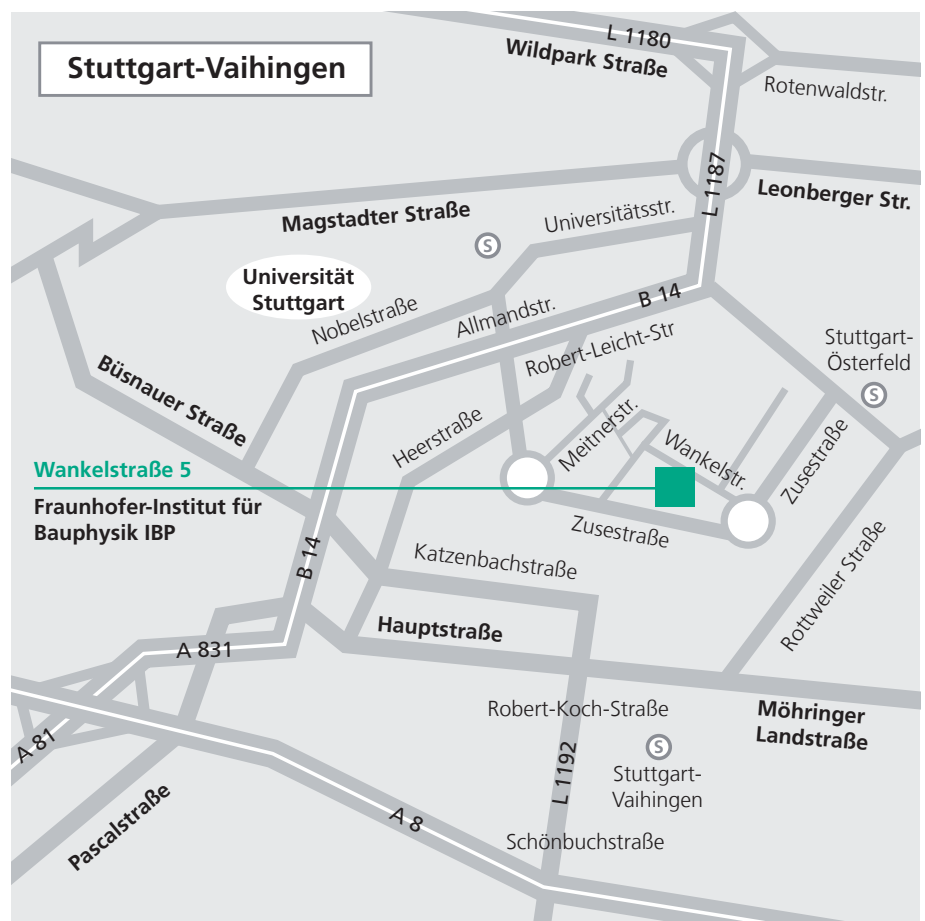 L 1180
Wildpark Straße
Stuttgart-Vaihingen
Rotenwaldstr.
L 1187
Leonberger Str.
Magstadter Straße
Universitätsstr.
S
Universität
Stuttgart
B 14
Nobelstraße
Allmandstr.
Robert-Leicht-Str
Stuttgart-
Österfeld
S
Büsnauer Straße
Heerstraße
Meitnerstr.
Wankelstr.
Zusestraße
Wankelstraße 5
Fraunhofer-Institut für
Bauphysik IBP
Zusestraße
B 14
Katzenbachstraße
Rottweiler Straße
Hauptstraße
A 831
Robert-Koch-Straße
Möhringer
Landstraße
A 81
S
Stuttgart-
Vaihingen
L 1192
Pascalstraße
A 8
Schönbuchstraße